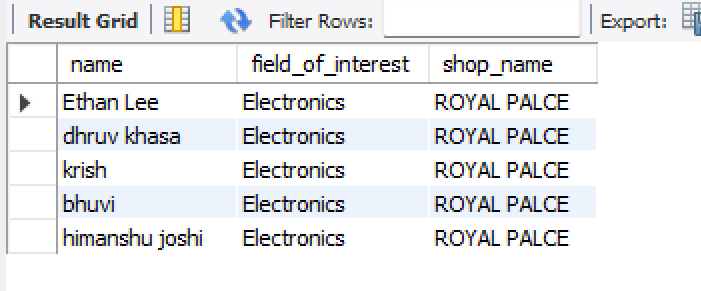 Result Grid Filter Rows: Export:
name field_of_interest shop_name
Ethan Lee Electronics ROYAL PALCE
dhruv khasa Electronics ROYAL PALCE
krish Electronics ROYAL PALCE
bhuvi Electronics ROYAL PALCE
himanshu joshi Electronics ROYAL PALCE